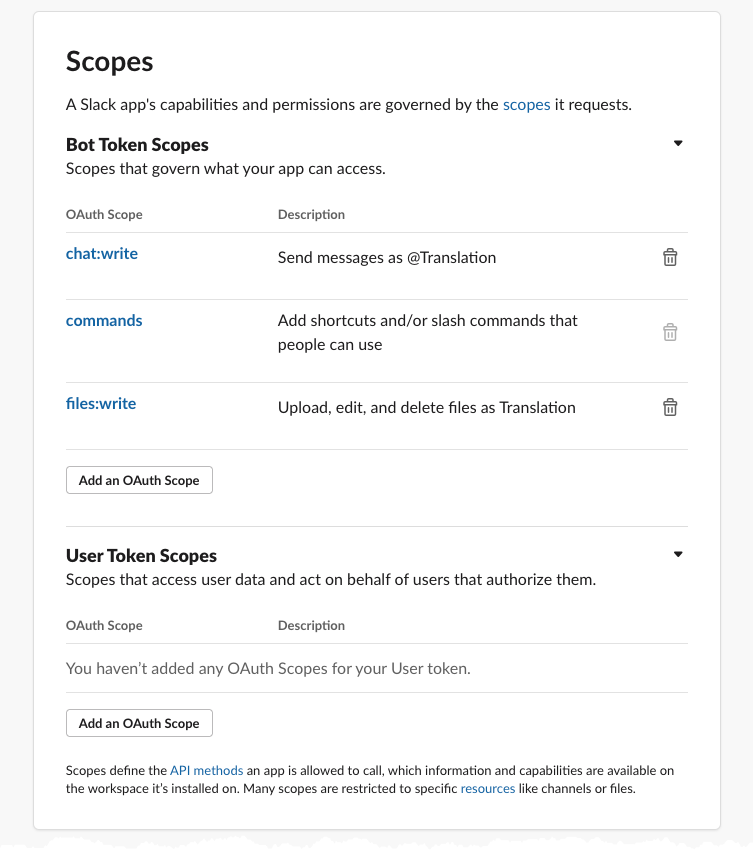 Scopes
A Slack app's capabilities and permissions are governed by the scopes it requests.
Bot Token Scopes
Scopes that govern what your app can access.
OAuth Scope Description
chat:write Send messages as @Translation
commands Add shortcuts and/or slash commands that
people can use
files:write Upload, edit, and delete files as Translation
Add an OAuth Scope
User Token Scopes
Scopes that access user data and act on behalf of users that authorize them.
OAuth Scope Description
You haven’t added any OAuth Scopes for your User token.
Add an OAuth Scope
Scopes define the API methods an app is allowed to call, which information and capabilities are available on
the workspace it’s installed on. Many scopes are restricted to specific resources like channels or files.